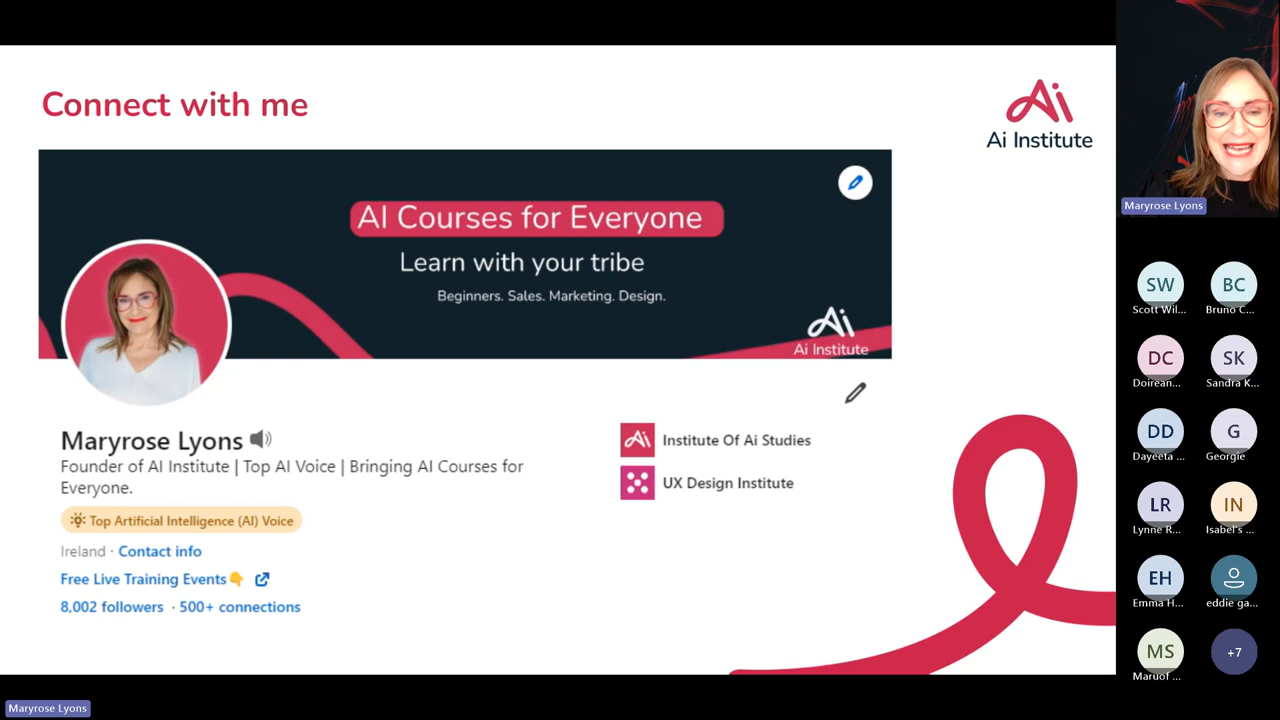 Connect with me
Ai
Ai Institute
AI Courses for Everyone
Learn with your tribe
Beginners. Sales. Marketing. Design.
Ai
Ai Institute
Maryrose Lyons
Founder of AI Institute | Top AI Voice | Bringing AI Courses for
Everyone.
Top Artificial Intelligence (AI) Voice
Ireland · Contact info
Free Live Training Events👇
8,002 followers · 500+ connections
Ai
Institute Of Ai Studies
UX Design Institute
Maryrose Lyons
SW
Scott Wil...
BC
Bruno C...
DC
Doirean...
SK
Sandra K...
DD
Dayeeta ...
G
Georgie
LR
Lynne R...
IN
Isabel's ...
EH
Emma H...
eddie ga...
MS
Maruof ...
+7
Maryrose Lyons